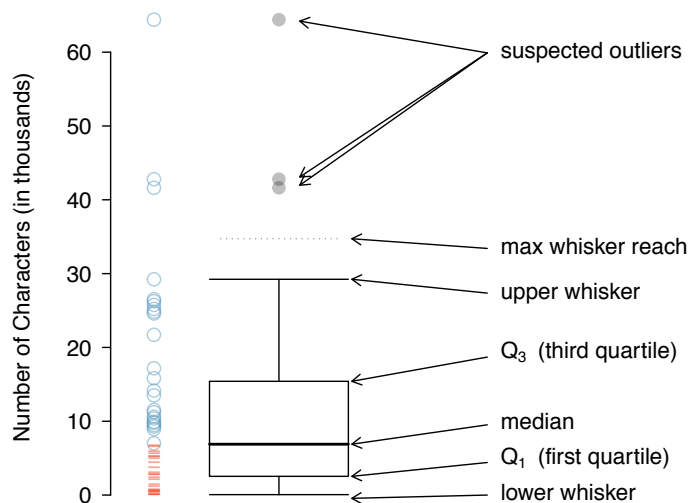 Number of Characters (in thousands)
60
50
40
30
20
10
0
suspected outliers
max whisker reach
upper whisker
Q3 (third quartile)
median
Q1 (first quartile)
lower whisker